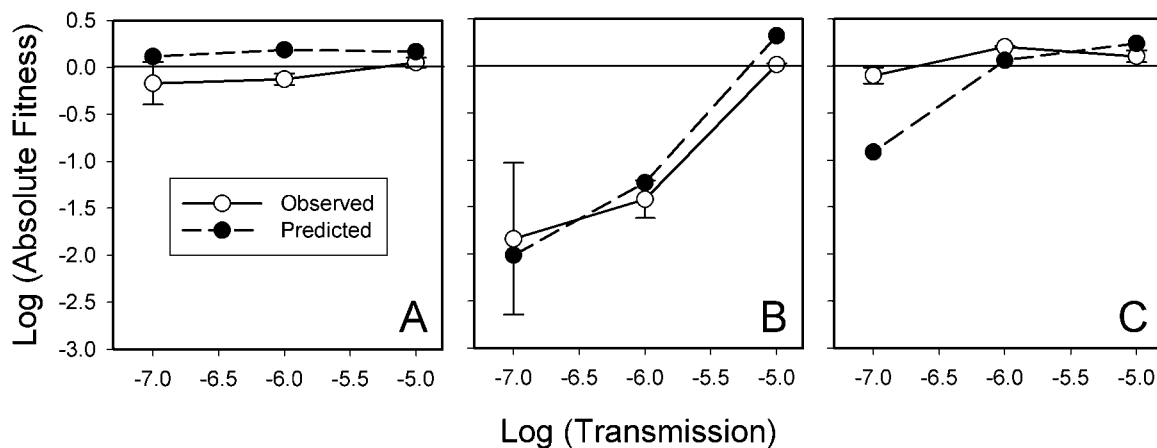 Log (Absolute Fitness)
0.5
0.0
-0.5
-1.0
-1.5
-2.0
-2.5
-3.0
Observed
Predicted
A
B
C
-7.0 -6.5 -6.0 -5.5 -5.0
-7.0 -6.5 -6.0 -5.5 -5.0
-7.0 -6.5 -6.0 -5.5 -5.0
Log (Transmission)